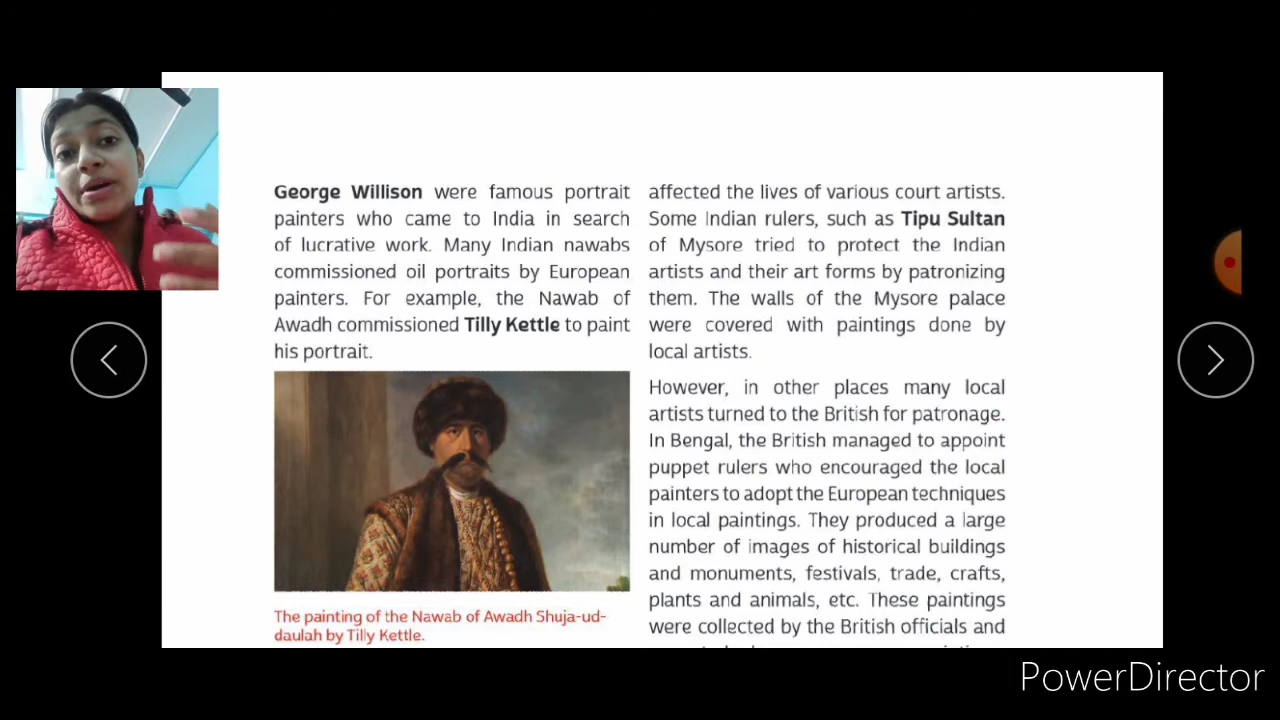 George Willison were famous portrait
painters who came to India in search
of lucrative work. Many Indian nawabs
commissioned oil portraits by European
painters. For example, the Nawab of
Awadh commissioned Tilly Kettle to paint
his portrait.
The painting of the Nawab of Awadh Shuja-ud-
daulah by Tilly Kettle.
affected the lives of various court artists.
Some Indian rulers, such as Tipu Sultan
of Mysore tried to protect the Indian
artists and their art forms by patronizing
them. The walls of the Mysore palace
were covered with paintings done by
local artists.
However, in other places many local
artists turned to the British for patronage.
In Bengal, the British managed to appoint
puppet rulers who encouraged the local
painters to adopt the European techniques
in local paintings. They produced a large
number of images of historical buildings
and monuments, festivals, trade, crafts,
plants and animals, etc. These paintings
were collected by the British officials and
PowerDirector